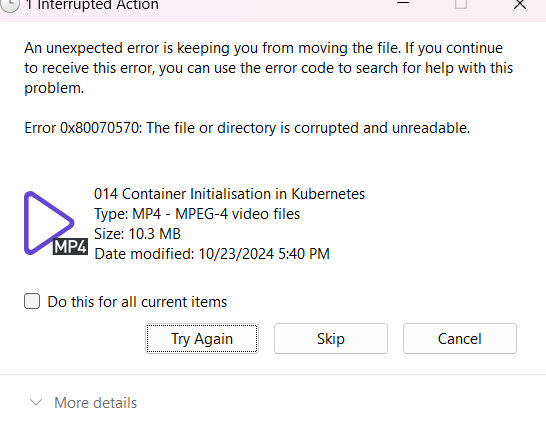 1 Interrupted Action
An unexpected error is keeping you from moving the file. If you continue
to receive this error, you can use the error code to search for help with this
problem.
Error 0x80070570: The file or directory is corrupted and unreadable.
014 Container Initialisation in Kubernetes
Type: MP4 - MPEG-4 video files
Size: 10.3 MB
Date modified: 10/23/2024 5:40 PM
MP4
Do this for all current items
Try Again Skip Cancel
More details